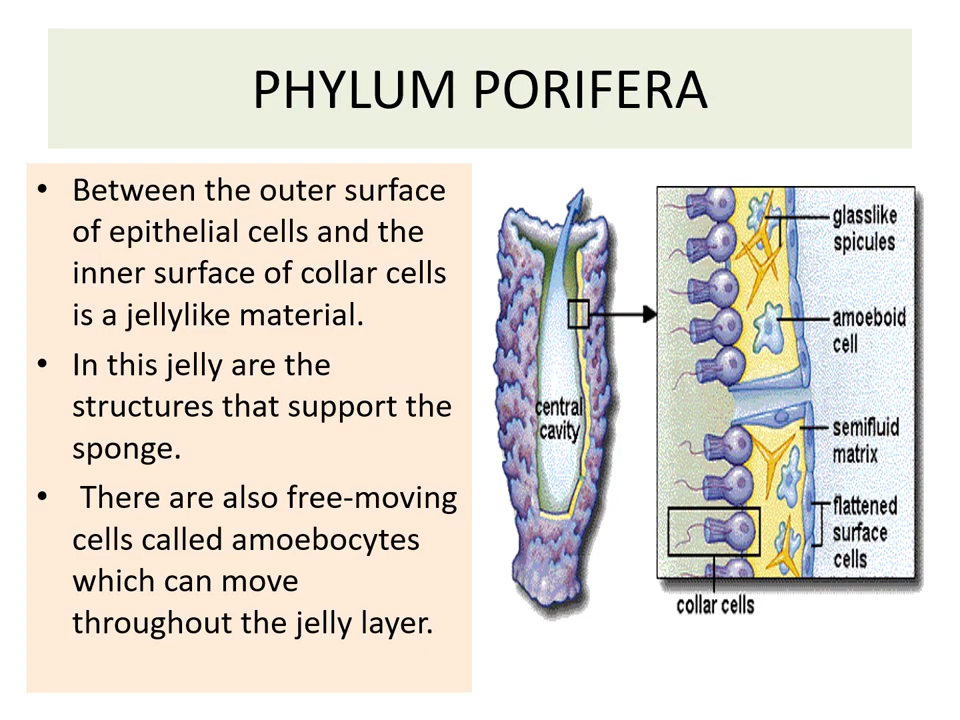 PHYLUM PORIFERA
• Between the outer surface
of epithelial cells and the
inner surface of collar cells
is a jellylike material.
• In this jelly are the
structures that support the
sponge.
• There are also free-moving
cells called amoebocytes
which can move
throughout the jelly layer.
central
cavity
glasslike
spicules
amoeboid
cell
semifluid
matrix
flattened
surface
cells
collar cells